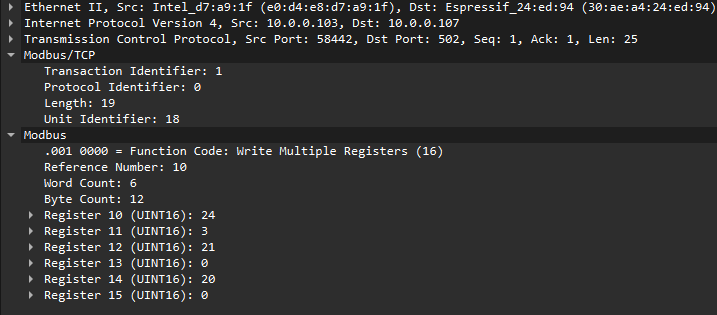 Ethernet II, Src: Intel_d7:a9:1f (e0:d4:e8:d7:a9:1f), Dst: Espressif_24:ed:94 (30:ae:a4:24:ed:94)
Internet Protocol Version 4, Src: 10.0.0.103, Dst: 10.0.0.107
Transmission Control Protocol, Src Port: 58442, Dst Port: 502, Seq: 1, Ack: 1, Len: 25
Modbus/TCP
Transaction Identifier: 1
Protocol Identifier: 0
Length: 19
Unit Identifier: 18
Modbus
.001 0000 = Function Code: Write Multiple Registers (16)
Reference Number: 10
Word Count: 6
Byte Count: 12
Register 10 (UINT16): 24
Register 11 (UINT16): 3
Register 12 (UINT16): 21
Register 13 (UINT16): 0
Register 14 (UINT16): 20
Register 15 (UINT16): 0